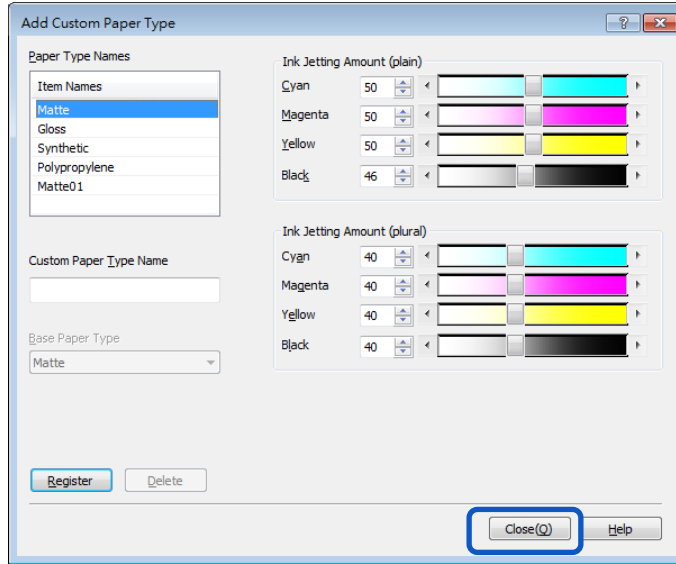 Add Custom Paper Type
Paper Type Names
Item Names
Matte
Gloss
Synthetic
Polypropylene
Matte01
Custom Paper Type Name
Base Paper Type
Matte
Register
Delete
Ink Jetting Amount (plain)
Cyan 50
Magenta 50
Yellow 50
Black 46
Ink Jetting Amount (plural)
Cyan 40
Magenta 40
Yellow 40
Black 40
Close(Q)
Help